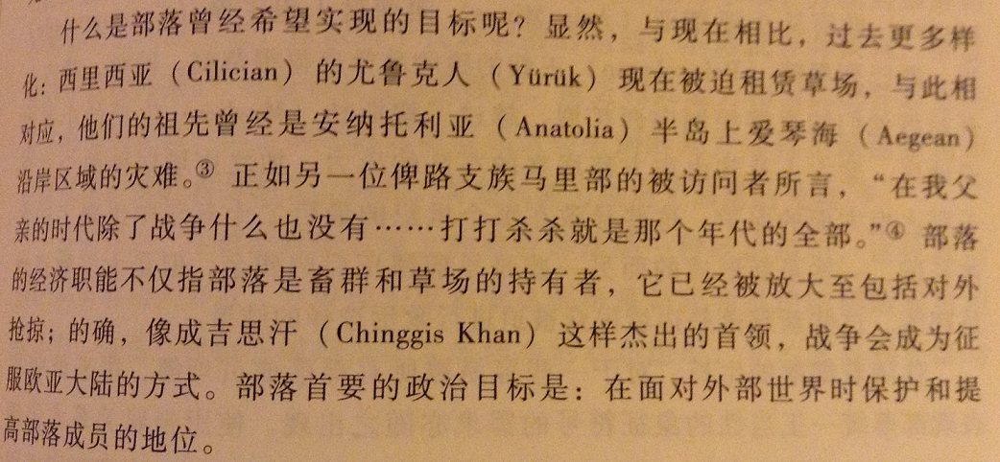 什么是部落曾经希望实现的目标呢？显然，与现在相比，过去更多样
化：西里西亚（Cilician）的尤鲁克人（Yürük）现在被迫租赁草场，与此相
对应，他们的祖先曾经是安纳托利亚（Anatolia）半岛上爱琴海（Aegean）
沿岸区域的灾难。③ 正如另一位俾路支族马里部的被访问者所言，“在我父
亲的时代除了战争什么也没有……打打杀杀就是那个年代的全部。”④ 部落
的经济职能不仅指部落是畜群和草场的持有者，它已经被放大至包括对外
抢掠；的确，像成吉思汗（Chinggis Khan）这样杰出的首领，战争会成为征
服欧亚大陆的方式。部落首要的政治目标是：在面对外部世界时保护和提
高部落成员的地位。